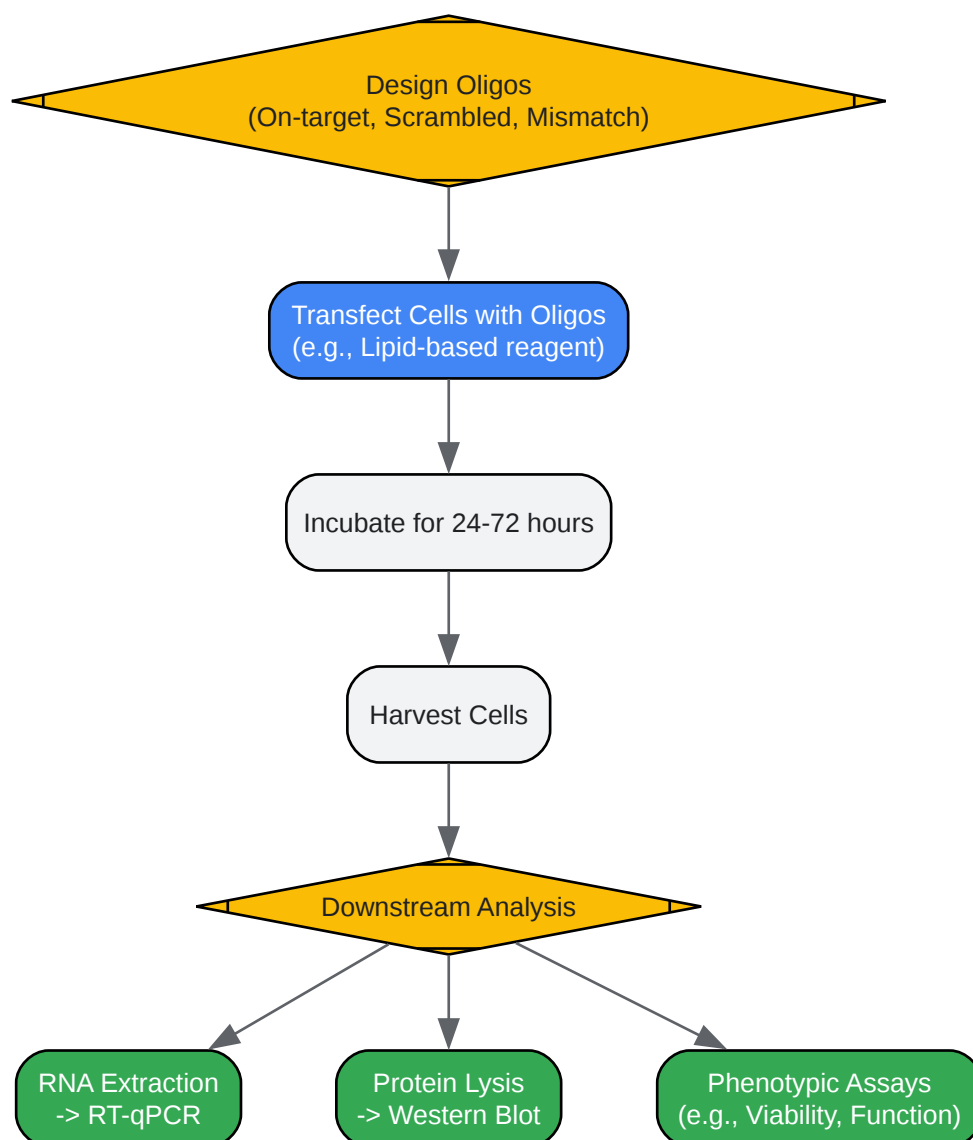 Design Oligos
(On-target, Scrambled, Mismatch)
Transfect Cells with Oligos
(e.g., Lipid-based reagent)
Incubate for 24-72 hours
Harvest Cells
Downstream Analysis
RNA Extraction
-> RT-qPCR
Protein Lysis
-> Western Blot
Phenotypic Assays
(e.g., Viability, Function)